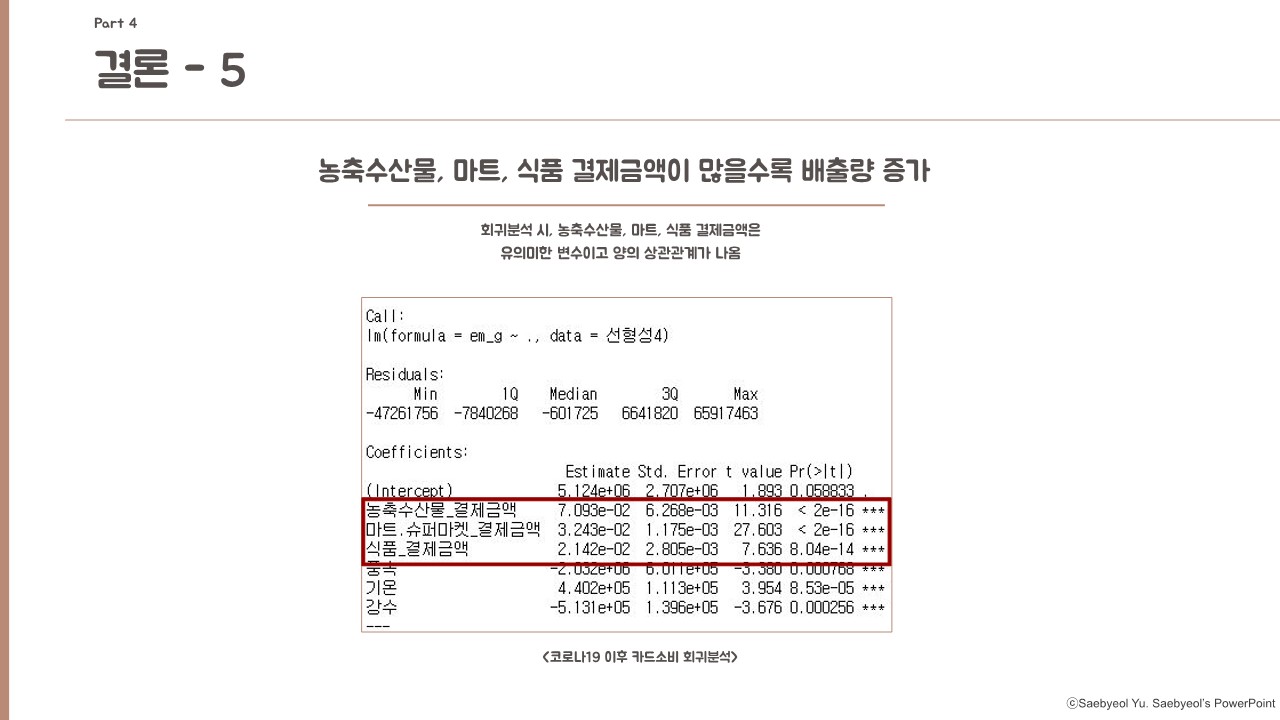 Part 4
결론 - 5
농축수산물, 마트, 식품 결제금액이 많을수록 배출량 증가
회귀분석 시, 농축수산물, 마트, 식품 결제금액은
유의미한 변수이고 양의 상관관계가 나옴
Call:
lm(formula = em_g ~ ., data = 선형성4)
Residuals:
Min 1Q Median 3Q Max
-47261756 -7840268 -601725 6641820 65917463
Coefficients:
Estimate Std. Error t value Pr(>|t|)
(Intercept) 5.124e+06 2.707e+06 1.893 0.058833 .
농축수산물_결제금액 7.093e-02 6.268e-03 11.316 < 2e-16 ***
마트.슈퍼마켓_결제금액 3.243e-02 1.175e-03 27.603 < 2e-16 ***
식품_결제금액 2.142e-02 2.805e-03 7.636 8.04e-14 ***
풍속 -2.032e+06 6.011e+05 -3.380 0.000768 ***
기온 4.402e+05 1.113e+05 3.954 8.53e-05 ***
강수 -5.131e+05 1.396e+05 -3.676 0.000256 ***
---
<코로나19 이후 카드소비 회귀분석>
ⓒSaebyeol Yu. Saebyeol's PowerPoint